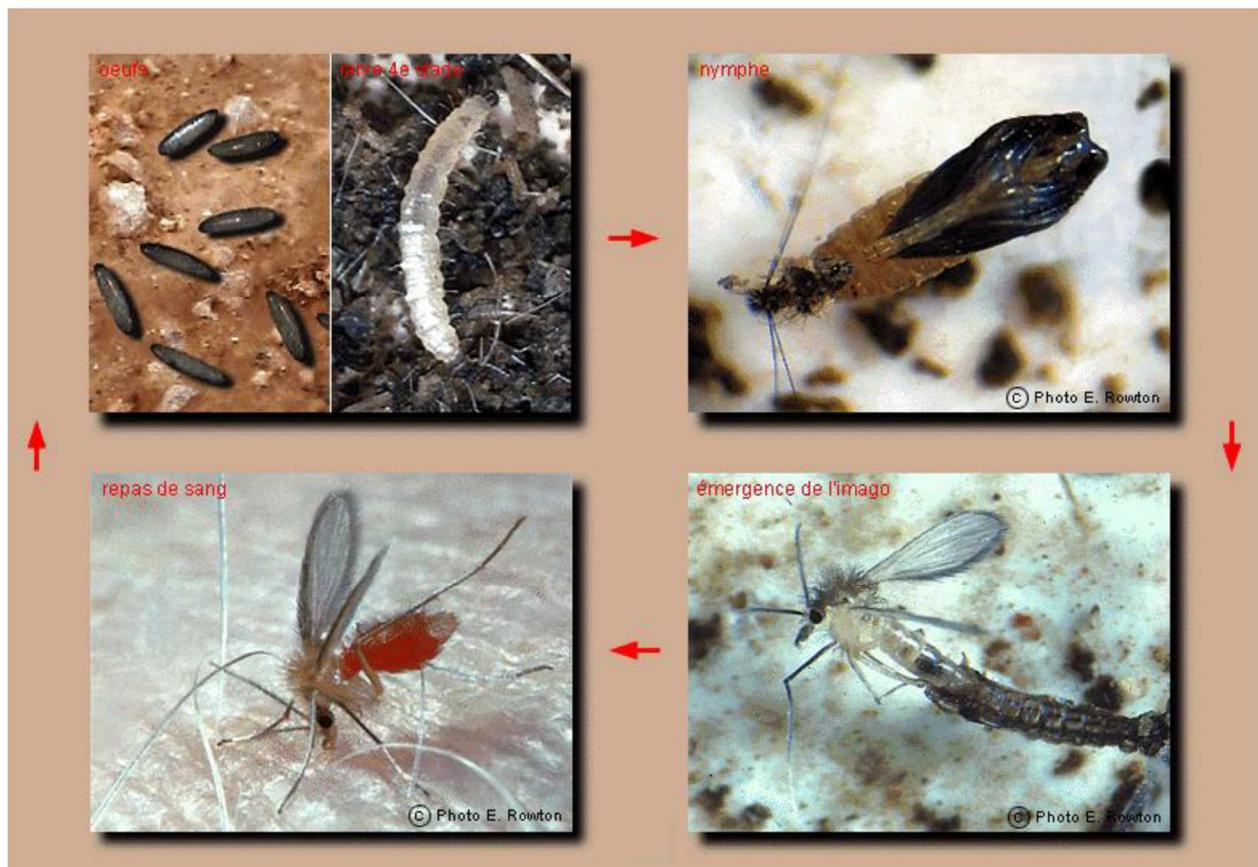 oeufs
larve 4e stade
nymphe
© Photo E. Rowton
repas de sang
émergence de l'imago
© Photo E. Rowton
© Photo E. Rowton